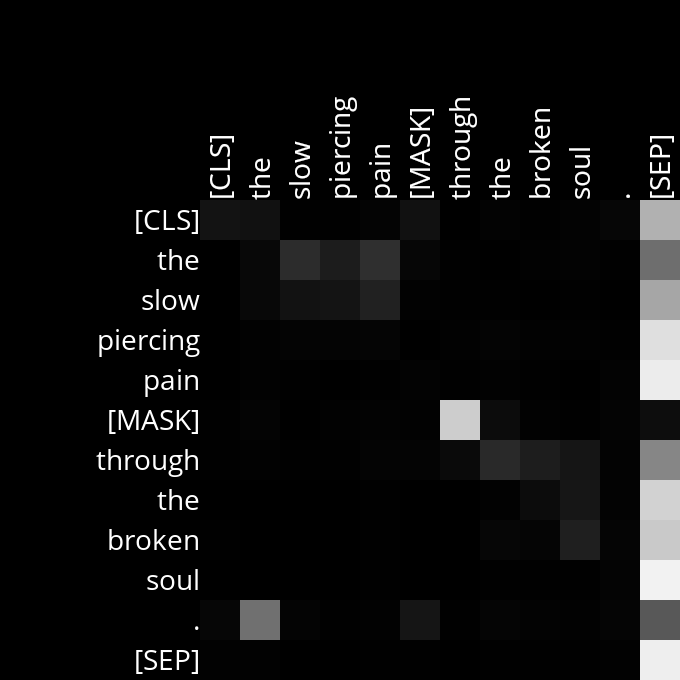 [CLS] the slow piercing pain [MASK] through the broken soul . [SEP]
[CLS]
the
slow
piercing
pain
[MASK]
through
the
broken
soul
.
[SEP]